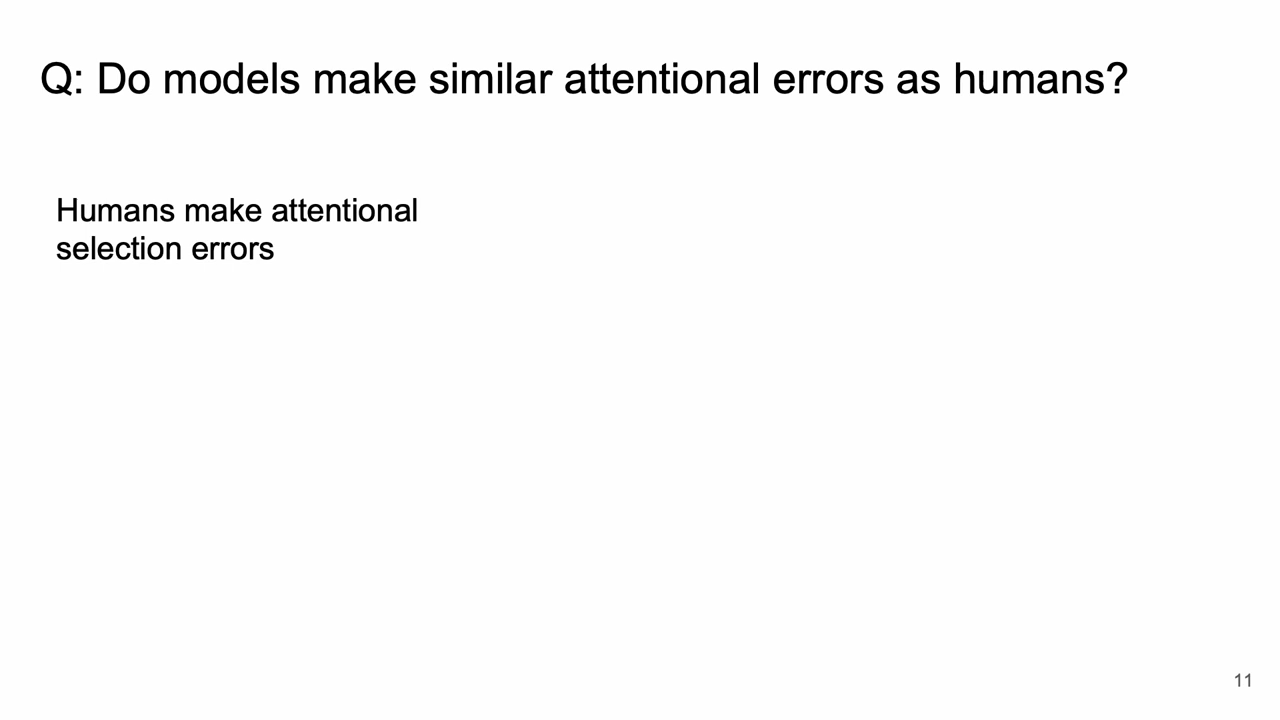 Q: Do models make similar attentional errors as humans?
Humans make attentional
selection errors
11